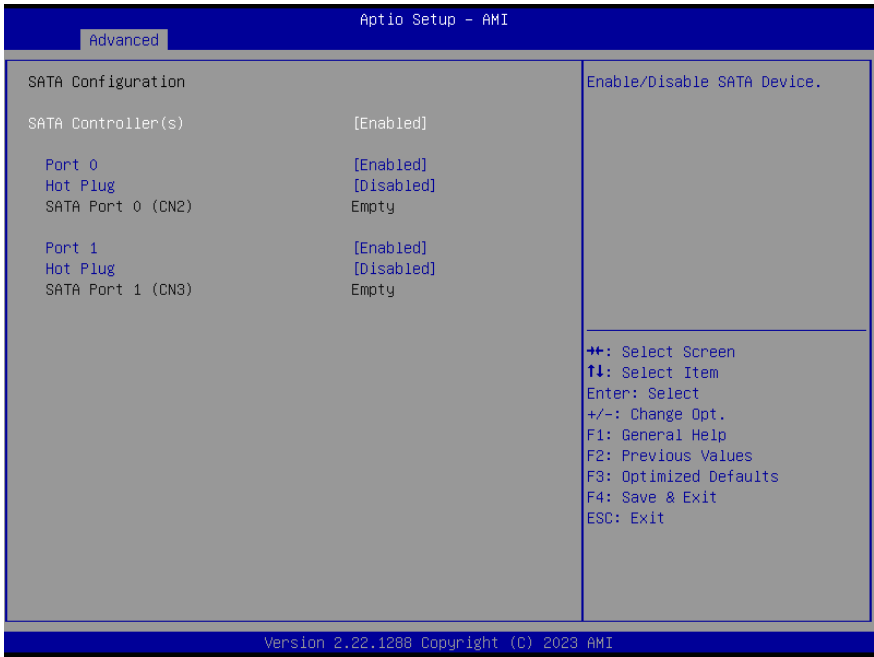 Aptio Setup – AMI
Advanced
SATA Configuration
SATA Controller(s) [Enabled]
Port 0 [Enabled]
Hot Plug [Disabled]
SATA Port 0 (CN2) Empty
Port 1 [Enabled]
Hot Plug [Disabled]
SATA Port 1 (CN3) Empty
Enable/Disable SATA Device.
→←: Select Screen
↑↓: Select Item
Enter: Select
+/-: Change Opt.
F1: General Help
F2: Previous Values
F3: Optimized Defaults
F4: Save & Exit
ESC: Exit
Version 2.22.1288 Copyright (C) 2023 AMI